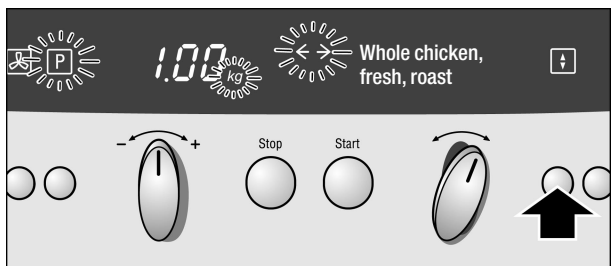 P
1.00 kg
Whole chicken,
fresh, roast
- +
Stop
Start